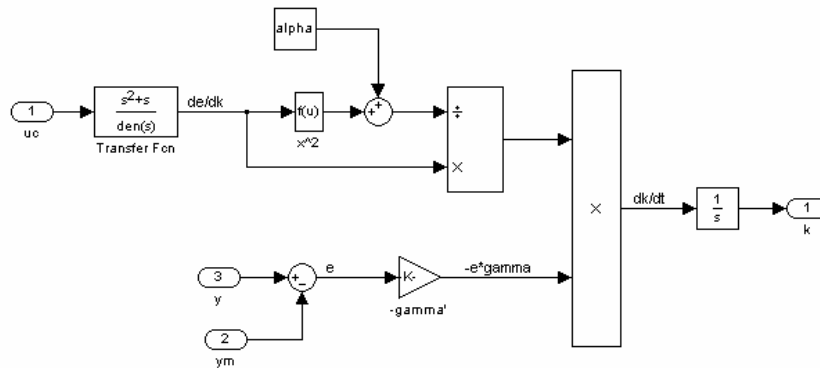 alpha
1
uc
s²+s
den(s)
Transfer Fcn
de/dk
f(u)
x^2
+
+
÷
×
×
dk/dt
1
s
1
k
3
y
+
−
e
K-
-gamma'
-e*gamma
2
ym